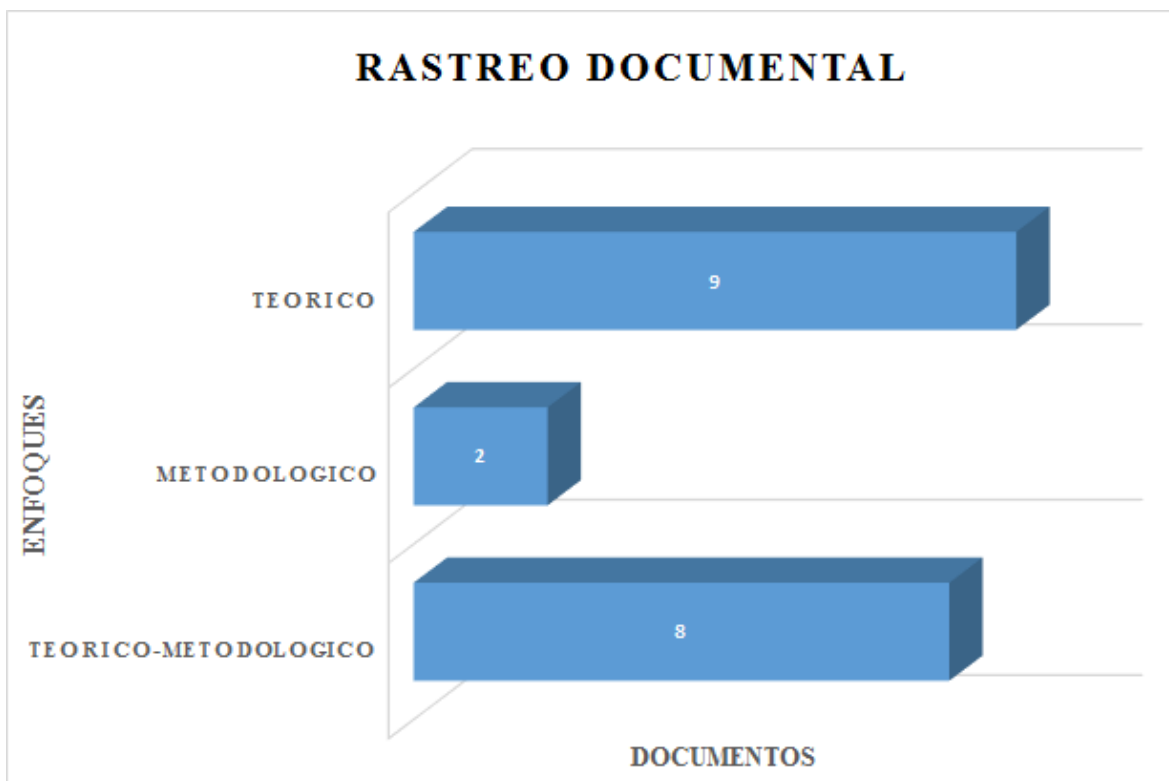 RASTREO DOCUMENTAL
TEORICO
9
METODOLOGICO
2
TEORICO-METODOLOGICO
8
ENFOQUES
DOCUMENTOS